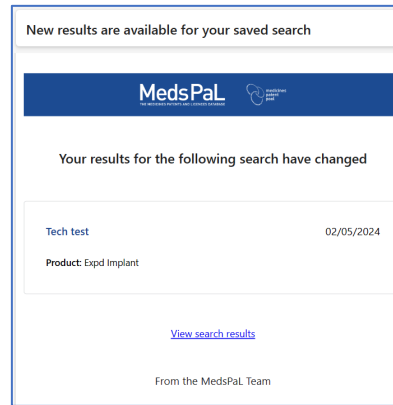 New results are available for your saved search
MedsPaL
THE MEDICINES PATENTS AND LICENSES DATABASE
medicines
patent
pool
Your results for the following search have changed
Tech test 02/05/2024
Product: Expd Implant
View search results
From the MedsPaL Team